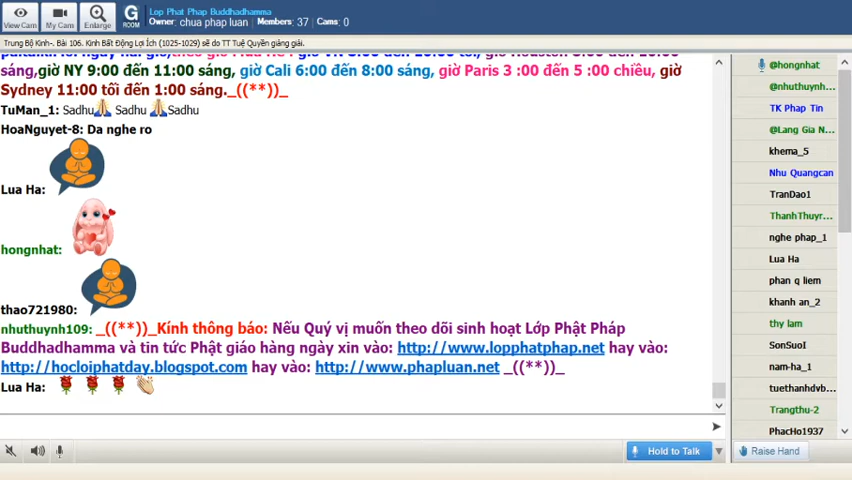 View Cam
My Cam
Enlarge
G
ROOM
Lop Phat Phap Buddhadhamma
Owner: chua phap luan Members: 37 Cams: 0
Trung Bộ Kinh-. Bài 106. Kinh Bất Động Lợi Ích (1025-1029) sẽ do TT Tuệ Quyền giảng giải.
sáng,giờ NY 9:00 đến 11:00 sáng, giờ Cali 6:00 đến 8:00 sáng, giờ Paris 3 :00 đến 5 :00 chiều, giờ
Sydney 11:00 tối đến 1:00 sáng._((**))_
TuMan_1: Sadhu Sadhu Sadhu
HoaNguyet-8: Da nghe ro
Lua Ha:
hongnhat:
thao721980:
nhuthuynh109: _((**))_Kính thông báo: Nếu Quý vị muốn theo dõi sinh hoạt Lớp Phật Pháp
Buddhadhamma và tin tức Phật giáo hàng ngày xin vào: http://www.lopphatphap.net hay vào:
http://hocloiphatday.blogspot.com hay vào: http://www.phapluan.net _((**))_
Lua Ha:
@hongnhat
@nhuthuynh...
TK Phap Tin
@Lang Gia N...
khema_5
Nhu Quangcan
TranDao1
ThanhThuyr...
nghe phap_1
Lua Ha
phan q liem
khanh an_2
thy lam
SonSuoI
nam-ha_1
tuethanhdvb...
Trangthu-2
PhacHo1937
Hold to Talk
Raise Hand